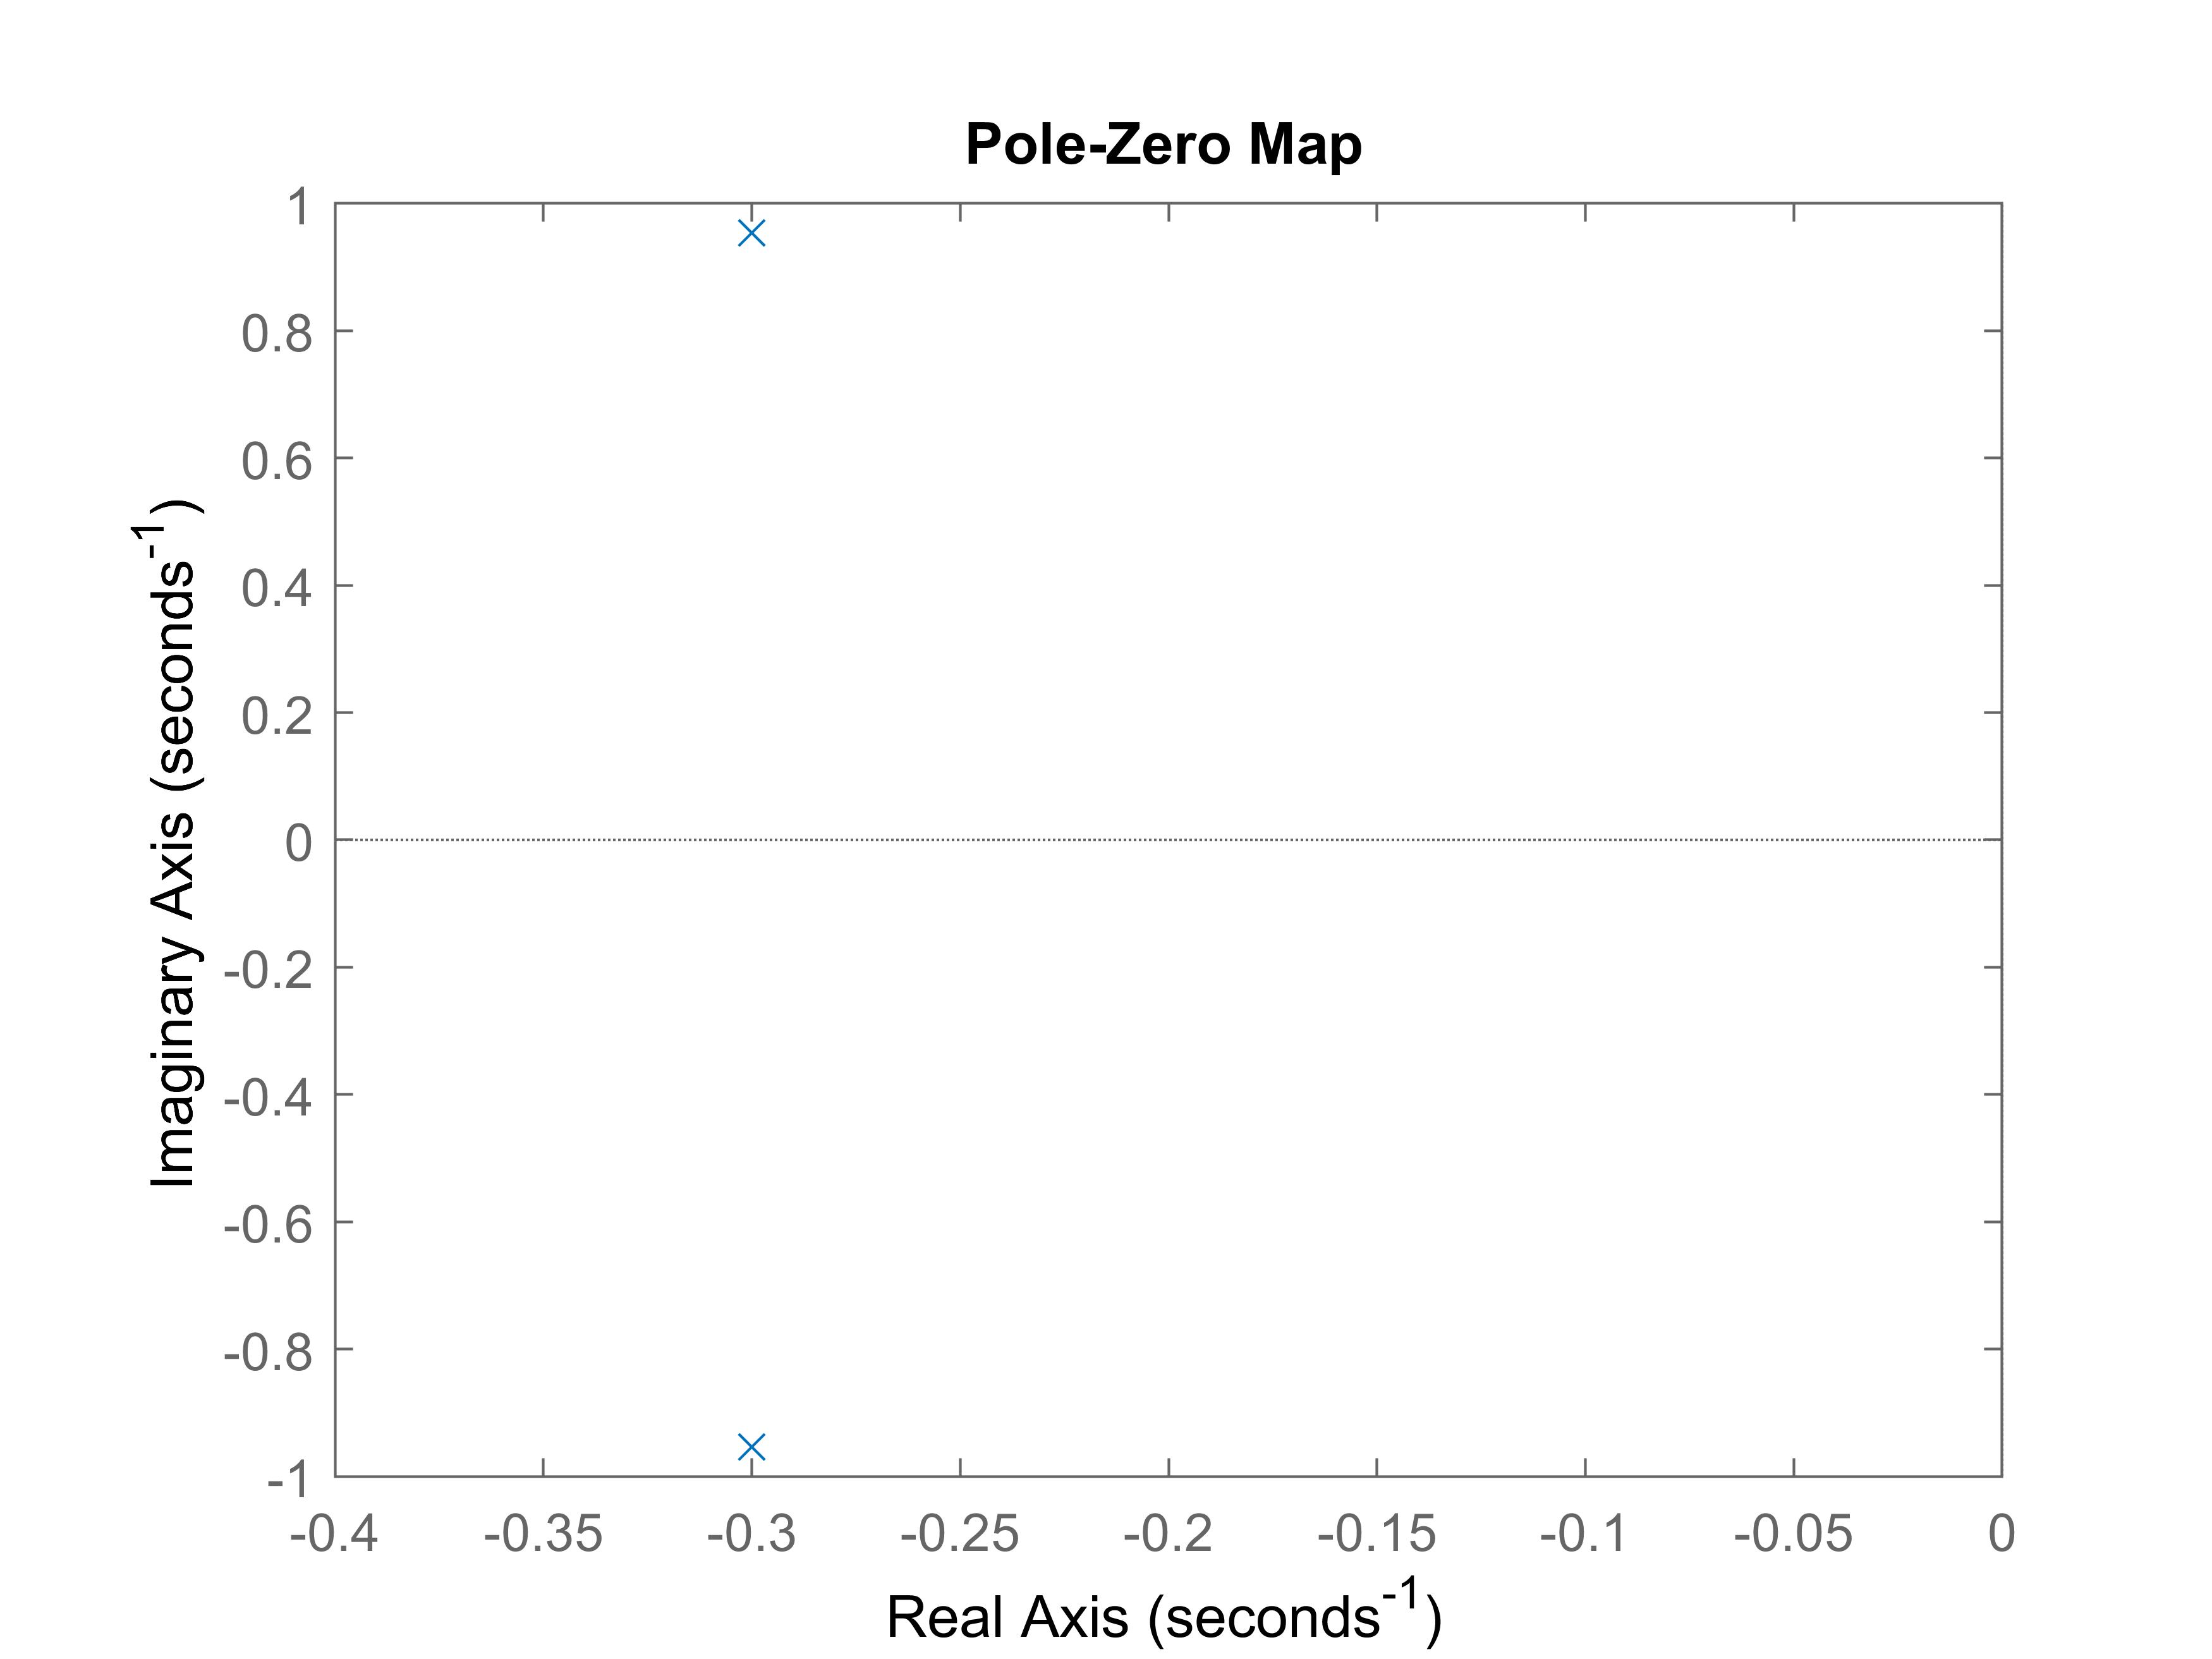 Pole-Zero Map
1
0.8
0.6
0.4
0.2
0
-0.2
-0.4
-0.6
-0.8
-1
Imaginary Axis (seconds⁻¹)
-0.4 -0.35 -0.3 -0.25 -0.2 -0.15 -0.1 -0.05 0
Real Axis (seconds⁻¹)